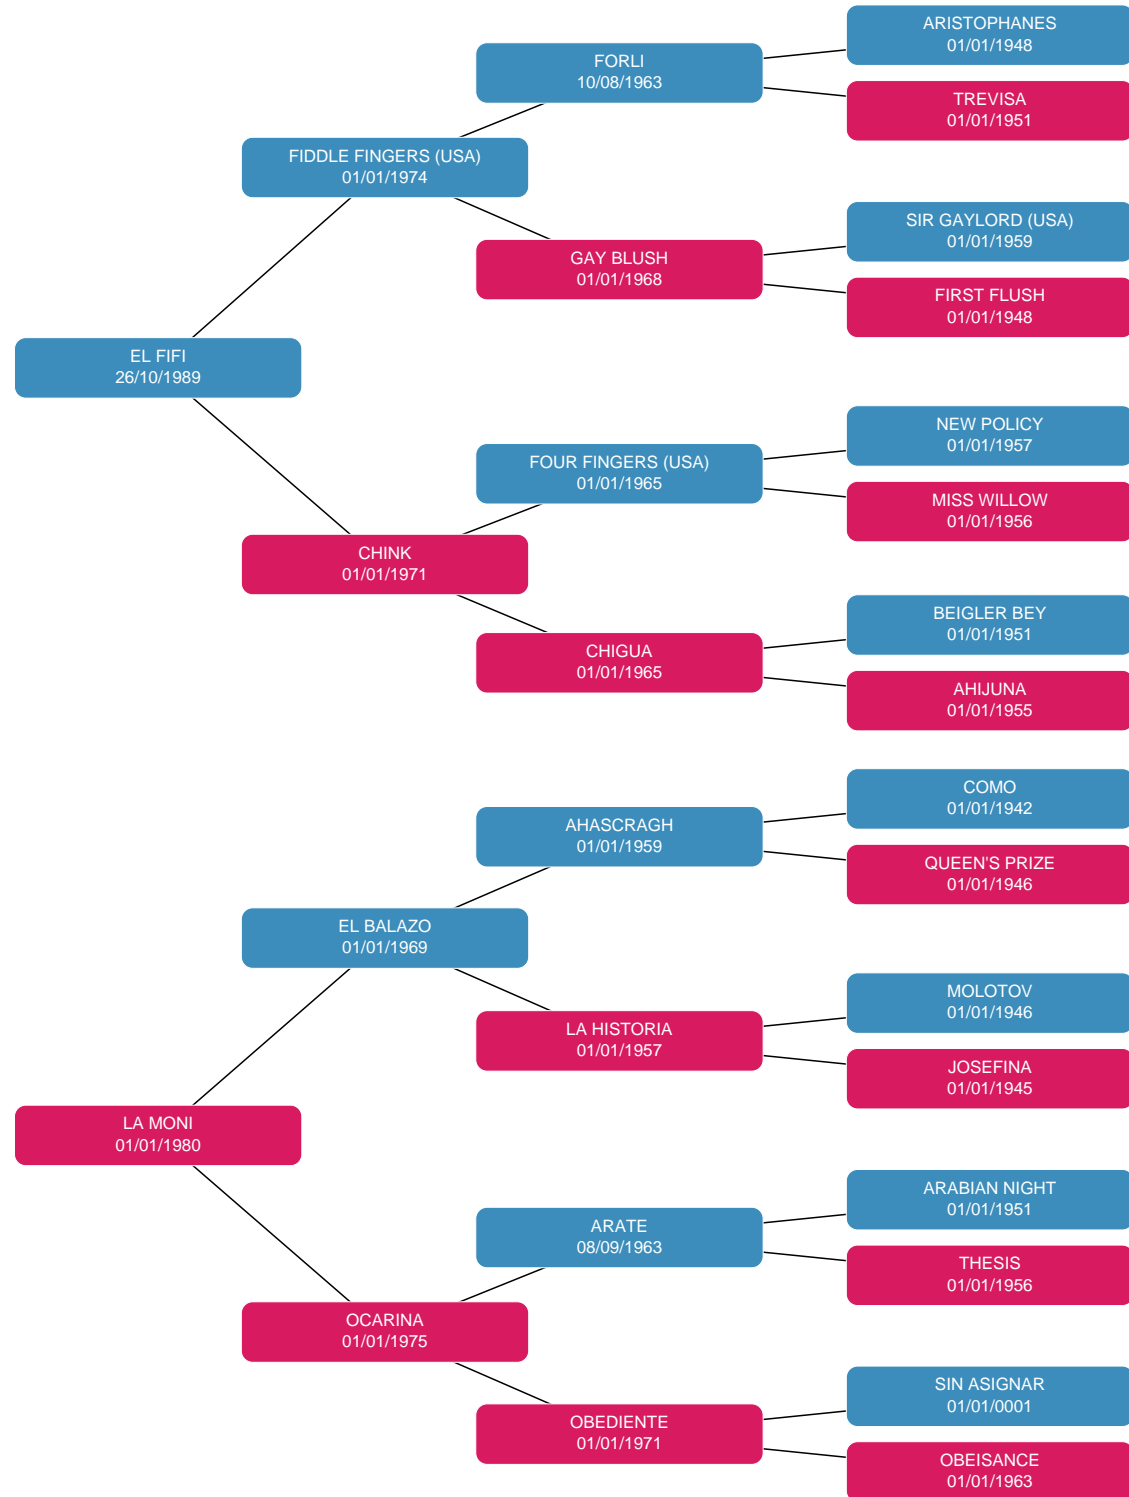 ARISTOPHANES
01/01/1948
FORLI
10/08/1963
TREVISA
01/01/1951
FIDDLE FINGERS (USA)
01/01/1974
SIR GAYLORD (USA)
01/01/1959
GAY BLUSH
01/01/1968
FIRST FLUSH
01/01/1948
EL FIFI
26/10/1989
NEW POLICY
01/01/1957
FOUR FINGERS (USA)
01/01/1965
MISS WILLOW
01/01/1956
CHINK
01/01/1971
BEIGLER BEY
01/01/1951
CHIGUA
01/01/1965
AHIJUNA
01/01/1955
COMO
01/01/1942
AHASCRAGH
01/01/1959
QUEEN'S PRIZE
01/01/1946
EL BALAZO
01/01/1969
MOLOTOV
01/01/1946
LA HISTORIA
01/01/1957
JOSEFINA
01/01/1945
LA MONI
01/01/1980
ARABIAN NIGHT
01/01/1951
ARATE
08/09/1963
THESIS
01/01/1956
OCARINA
01/01/1975
SIN ASIGNAR
01/01/0001
OBEDIENTE
01/01/1971
OBEISANCE
01/01/1963